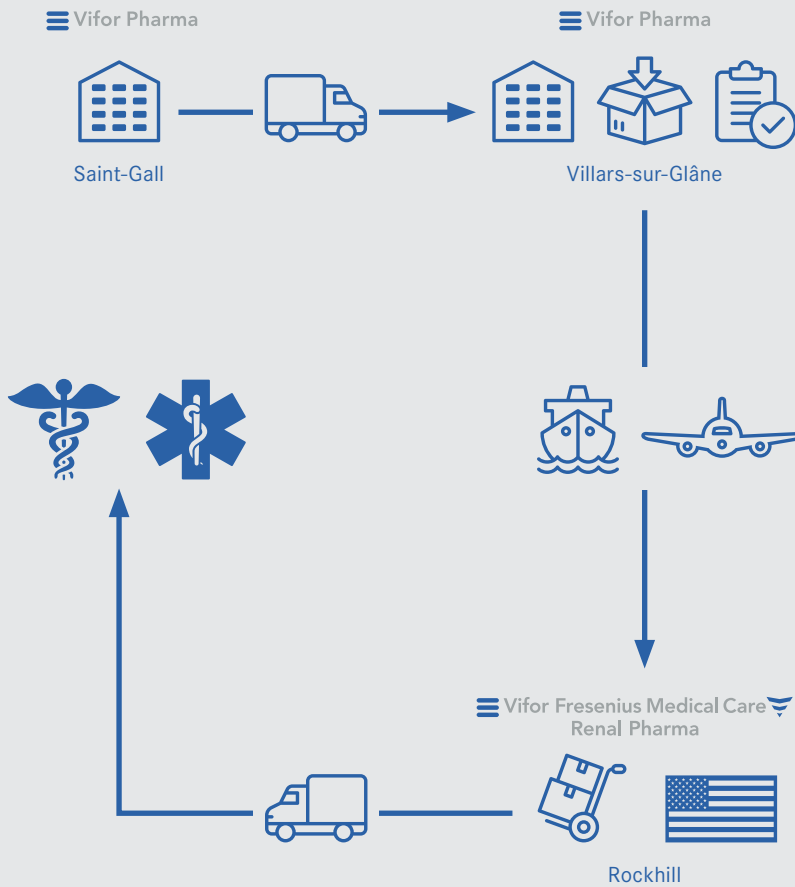 Vifor Pharma
Vifor Pharma
Saint-Gall
Villars-sur-Glâne
Vifor Fresenius Medical Care
Renal Pharma
Rockhill